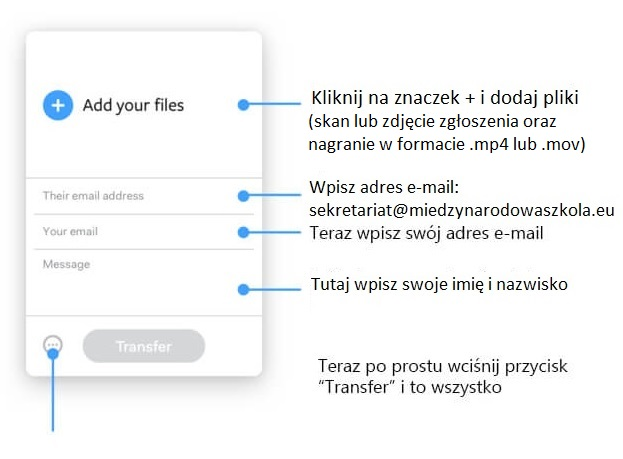 Add your files
Kliknij na znaczek + i dodaj pliki
(skan lub zdjęcie zgłoszenia oraz
nagranie w formacie .mp4 lub .mov)
Their email address
Wpisz adres e-mail:
sekretariat@miedzynarodowaszkola.eu
Your email
Teraz wpisz swój adres e-mail
Message
Tutaj wpisz swoje imię i nazwisko
Transfer
Teraz po prostu wciśnij przycisk
“Transfer” i to wszystko